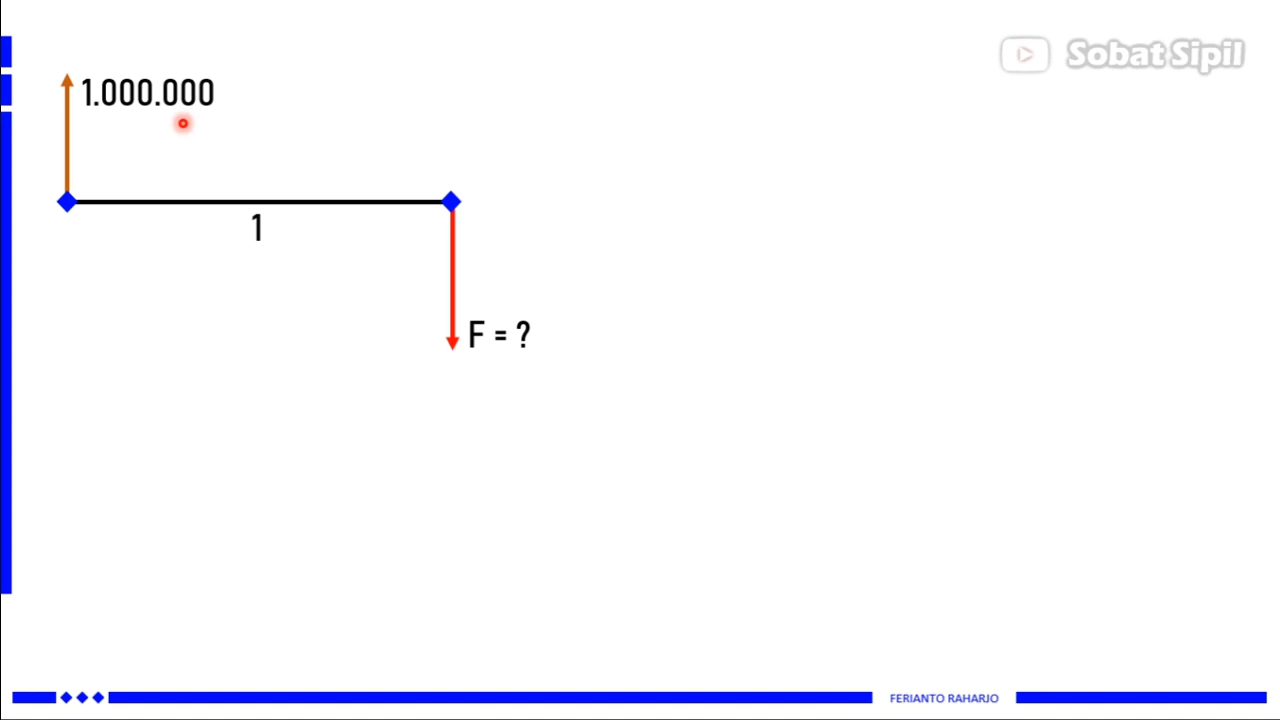 Sobat Sipil
1.000.000
1
F = ?
FERIANTO RAHARJO